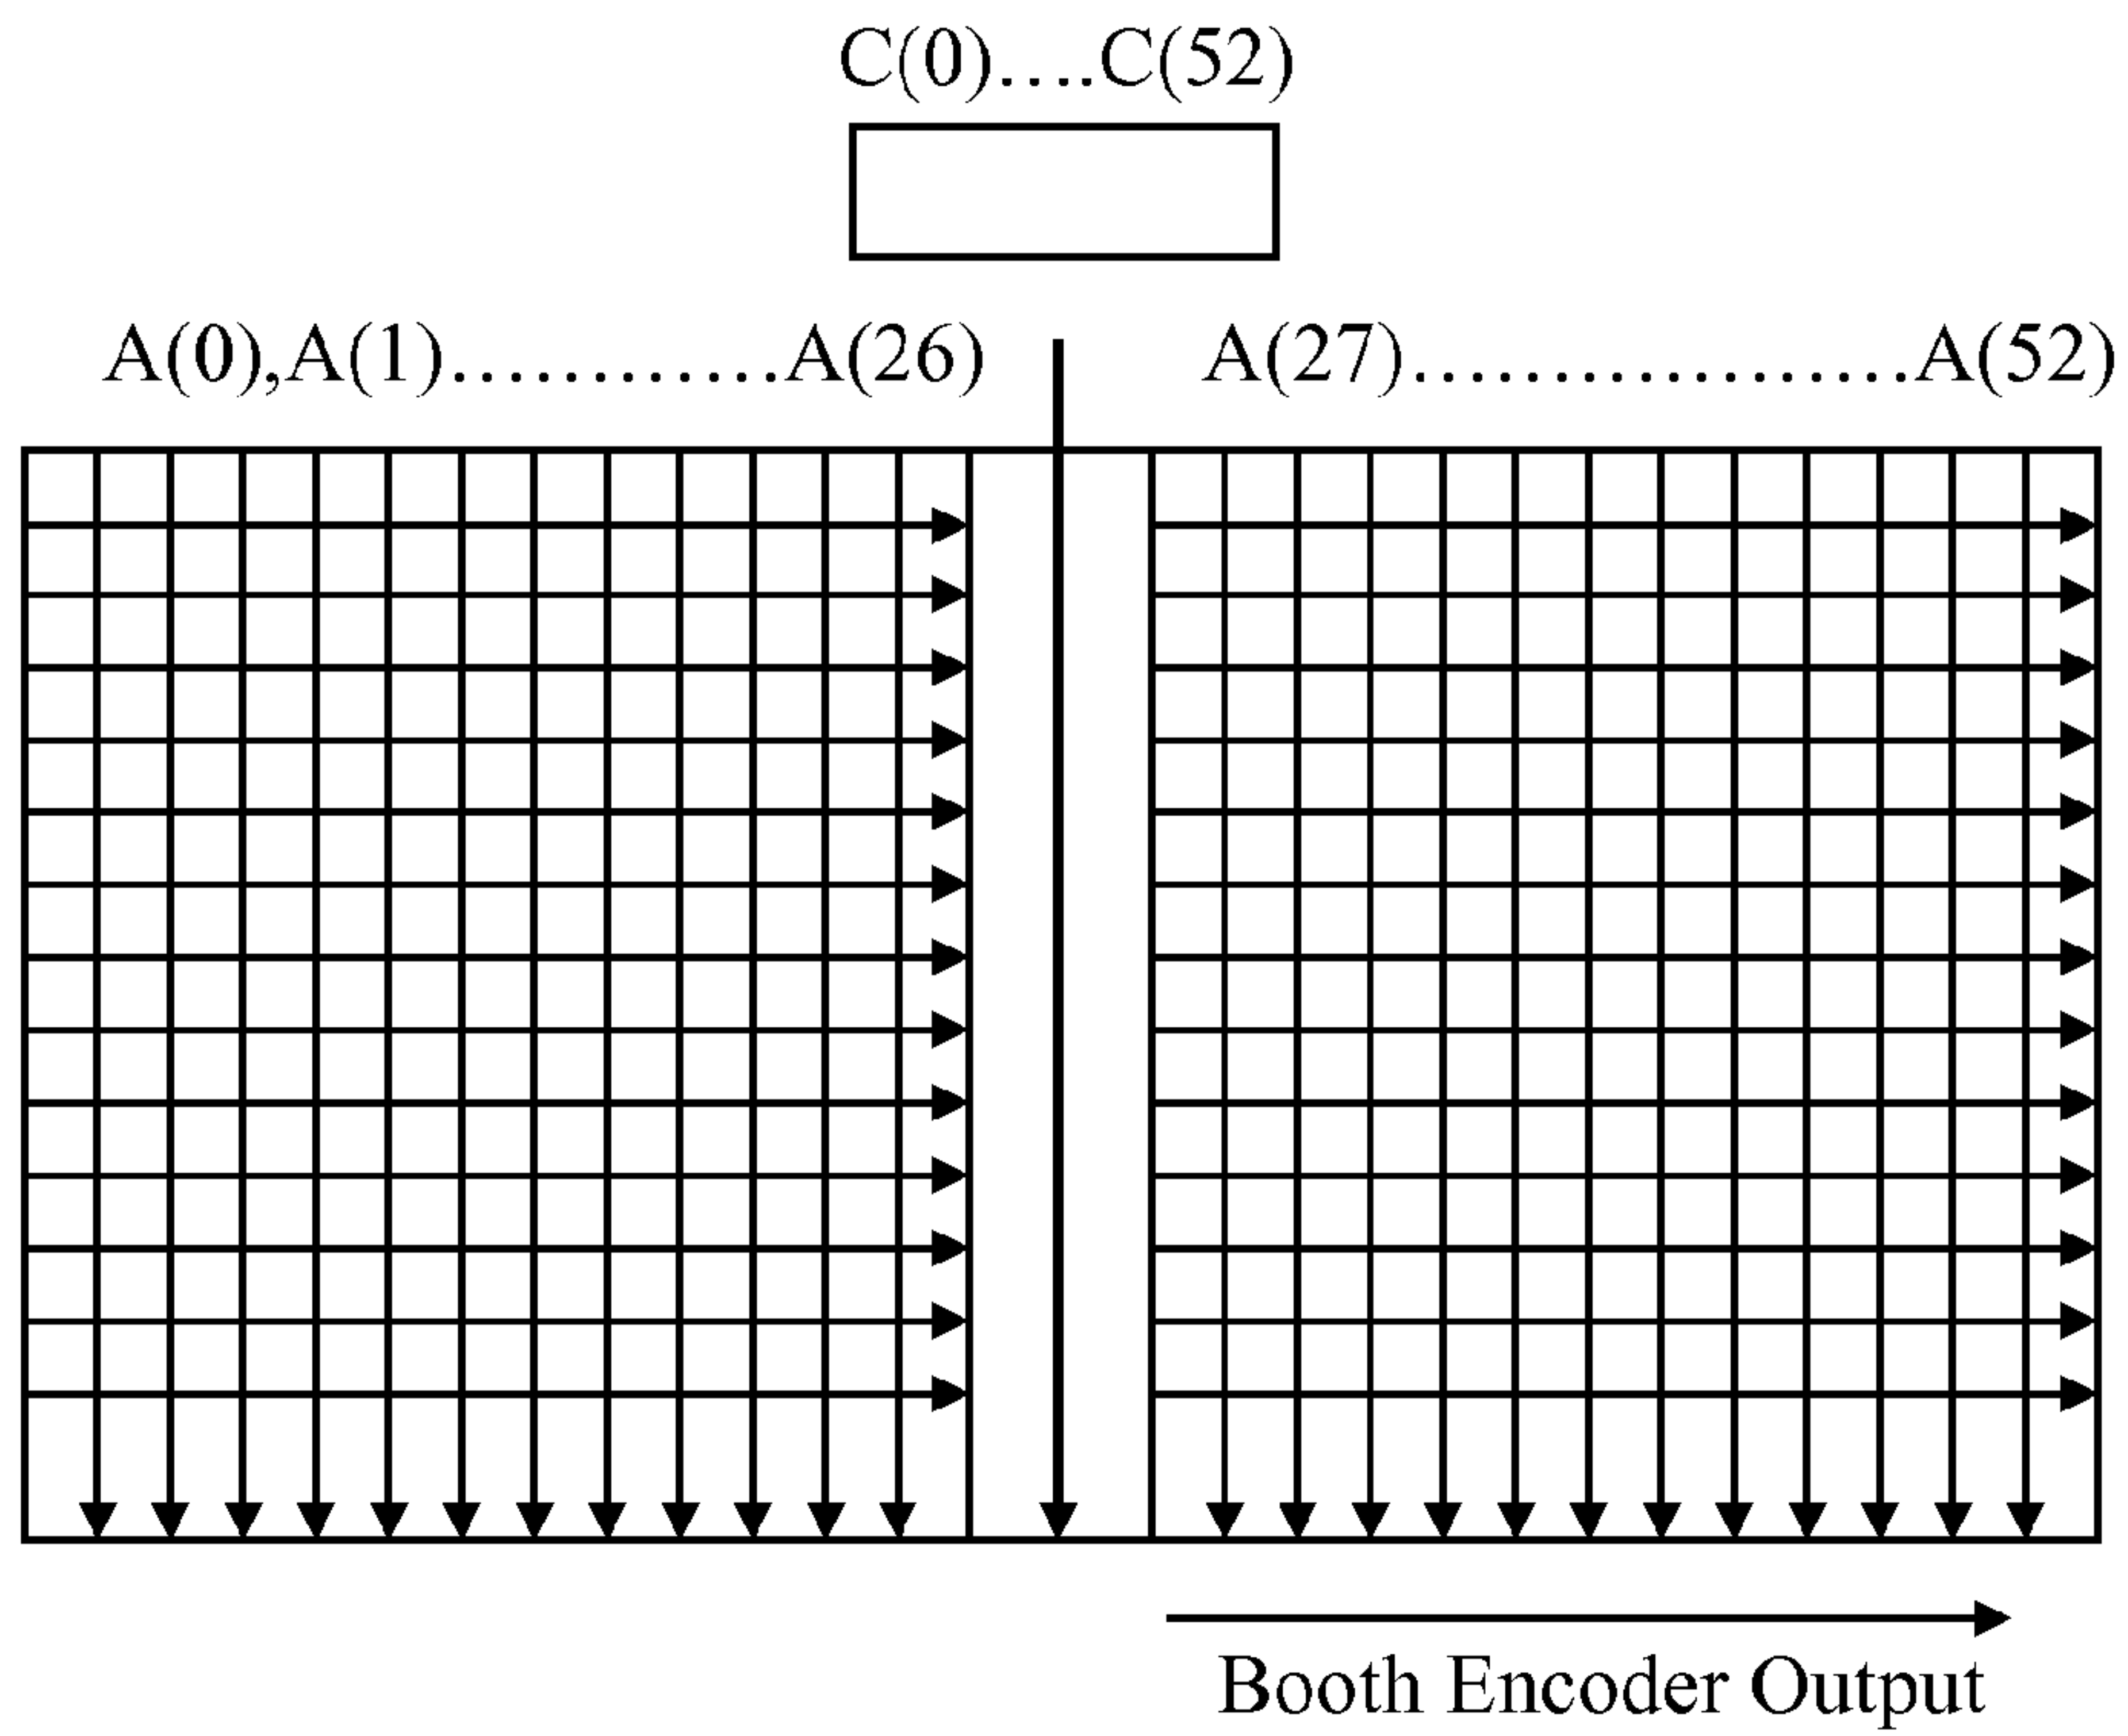 C(0)....C(52)
A(0),A(1).............A(26) A(27)..................A(52)
Booth Encoder Output